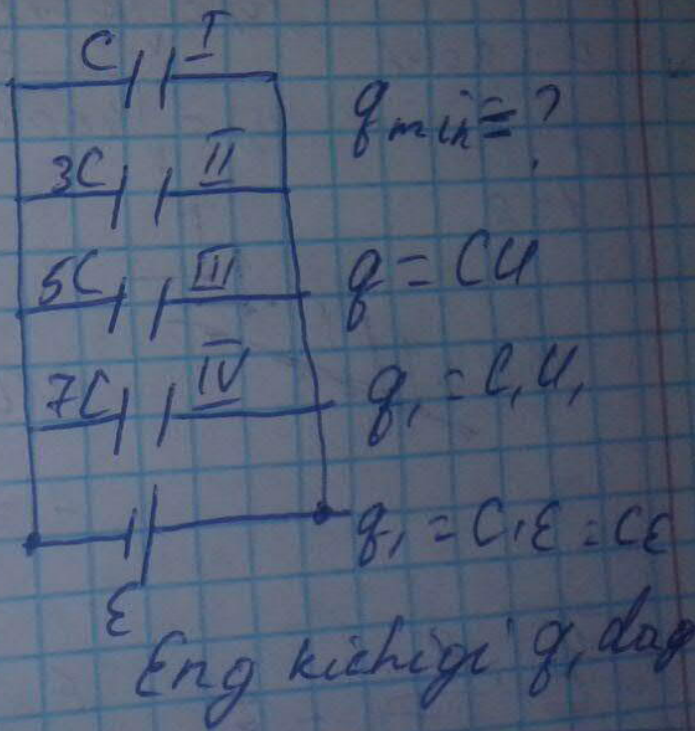 C I
q min = ?
3C II
5C III
q = CU
7C IV
q₁ = C₁U₁
q₁ = C₁ε = Cε
ε
Eng kichigi q₁ dag